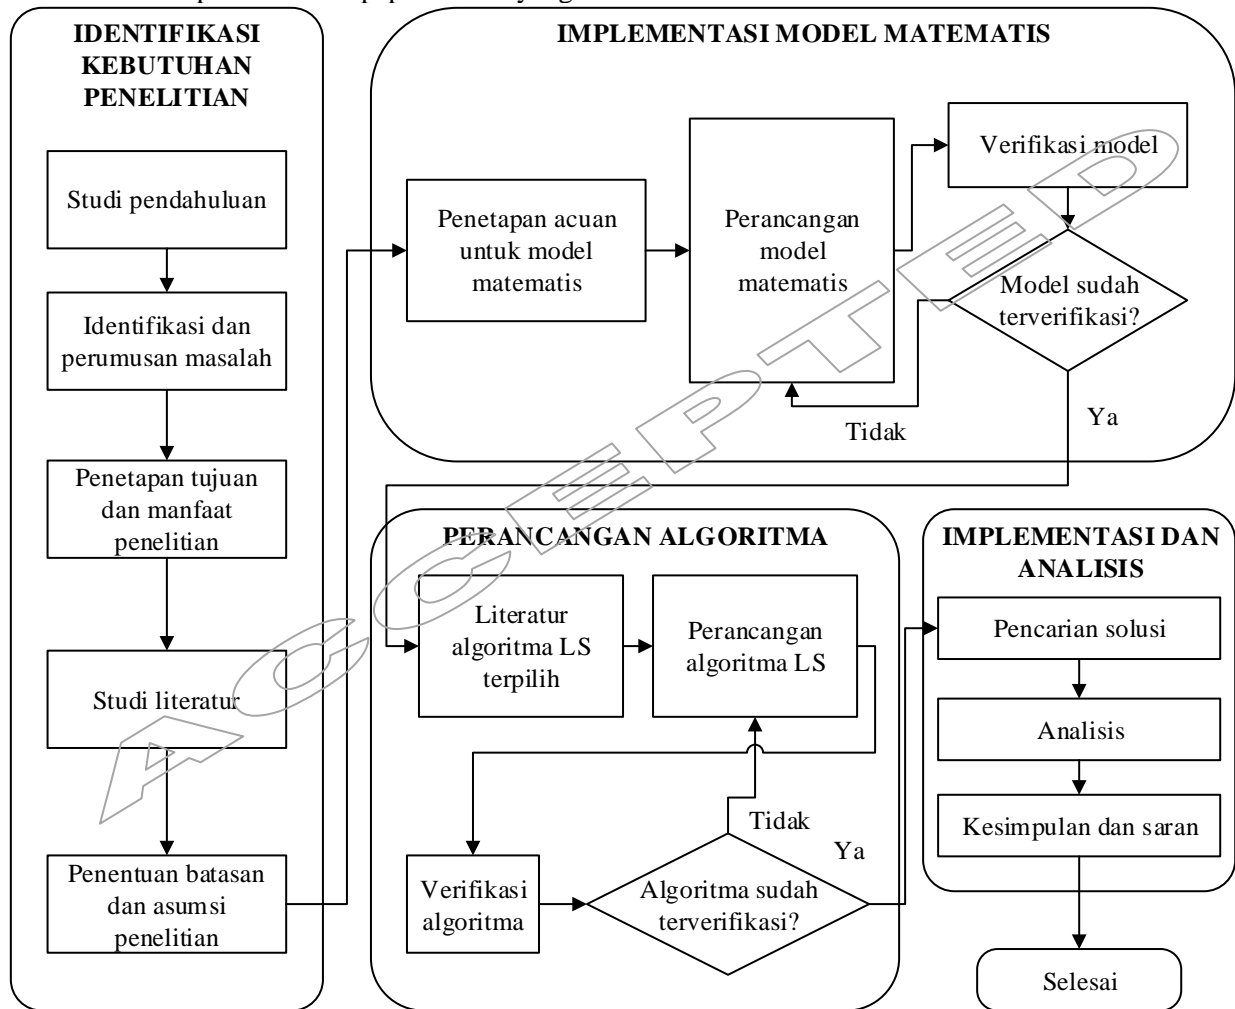 IDENTIFIKASI
KEBUTUHAN
PENELITIAN
Studi pendahuluan
Identifikasi dan
perumusan masalah
Penetapan tujuan
dan manfaat
penelitian
Studi literatur
Penentuan batasan
dan asumsi
penelitian
IMPLEMENTASI MODEL MATEMATIS
Penetapan acuan
untuk model
matematis
Perancangan
model
matematis
Verifikasi model
Model sudah
terverifikasi?
Tidak
Ya
PERANCANGAN ALGORITMA
Literatur
algoritma LS
terpilih
Perancangan
algoritma LS
Verifikasi
algoritma
Algoritma sudah
terverifikasi?
Tidak
Ya
IMPLEMENTASI DAN
ANALISIS
Pencarian solusi
Analisis
Kesimpulan dan saran
Selesai
ACCEPTED